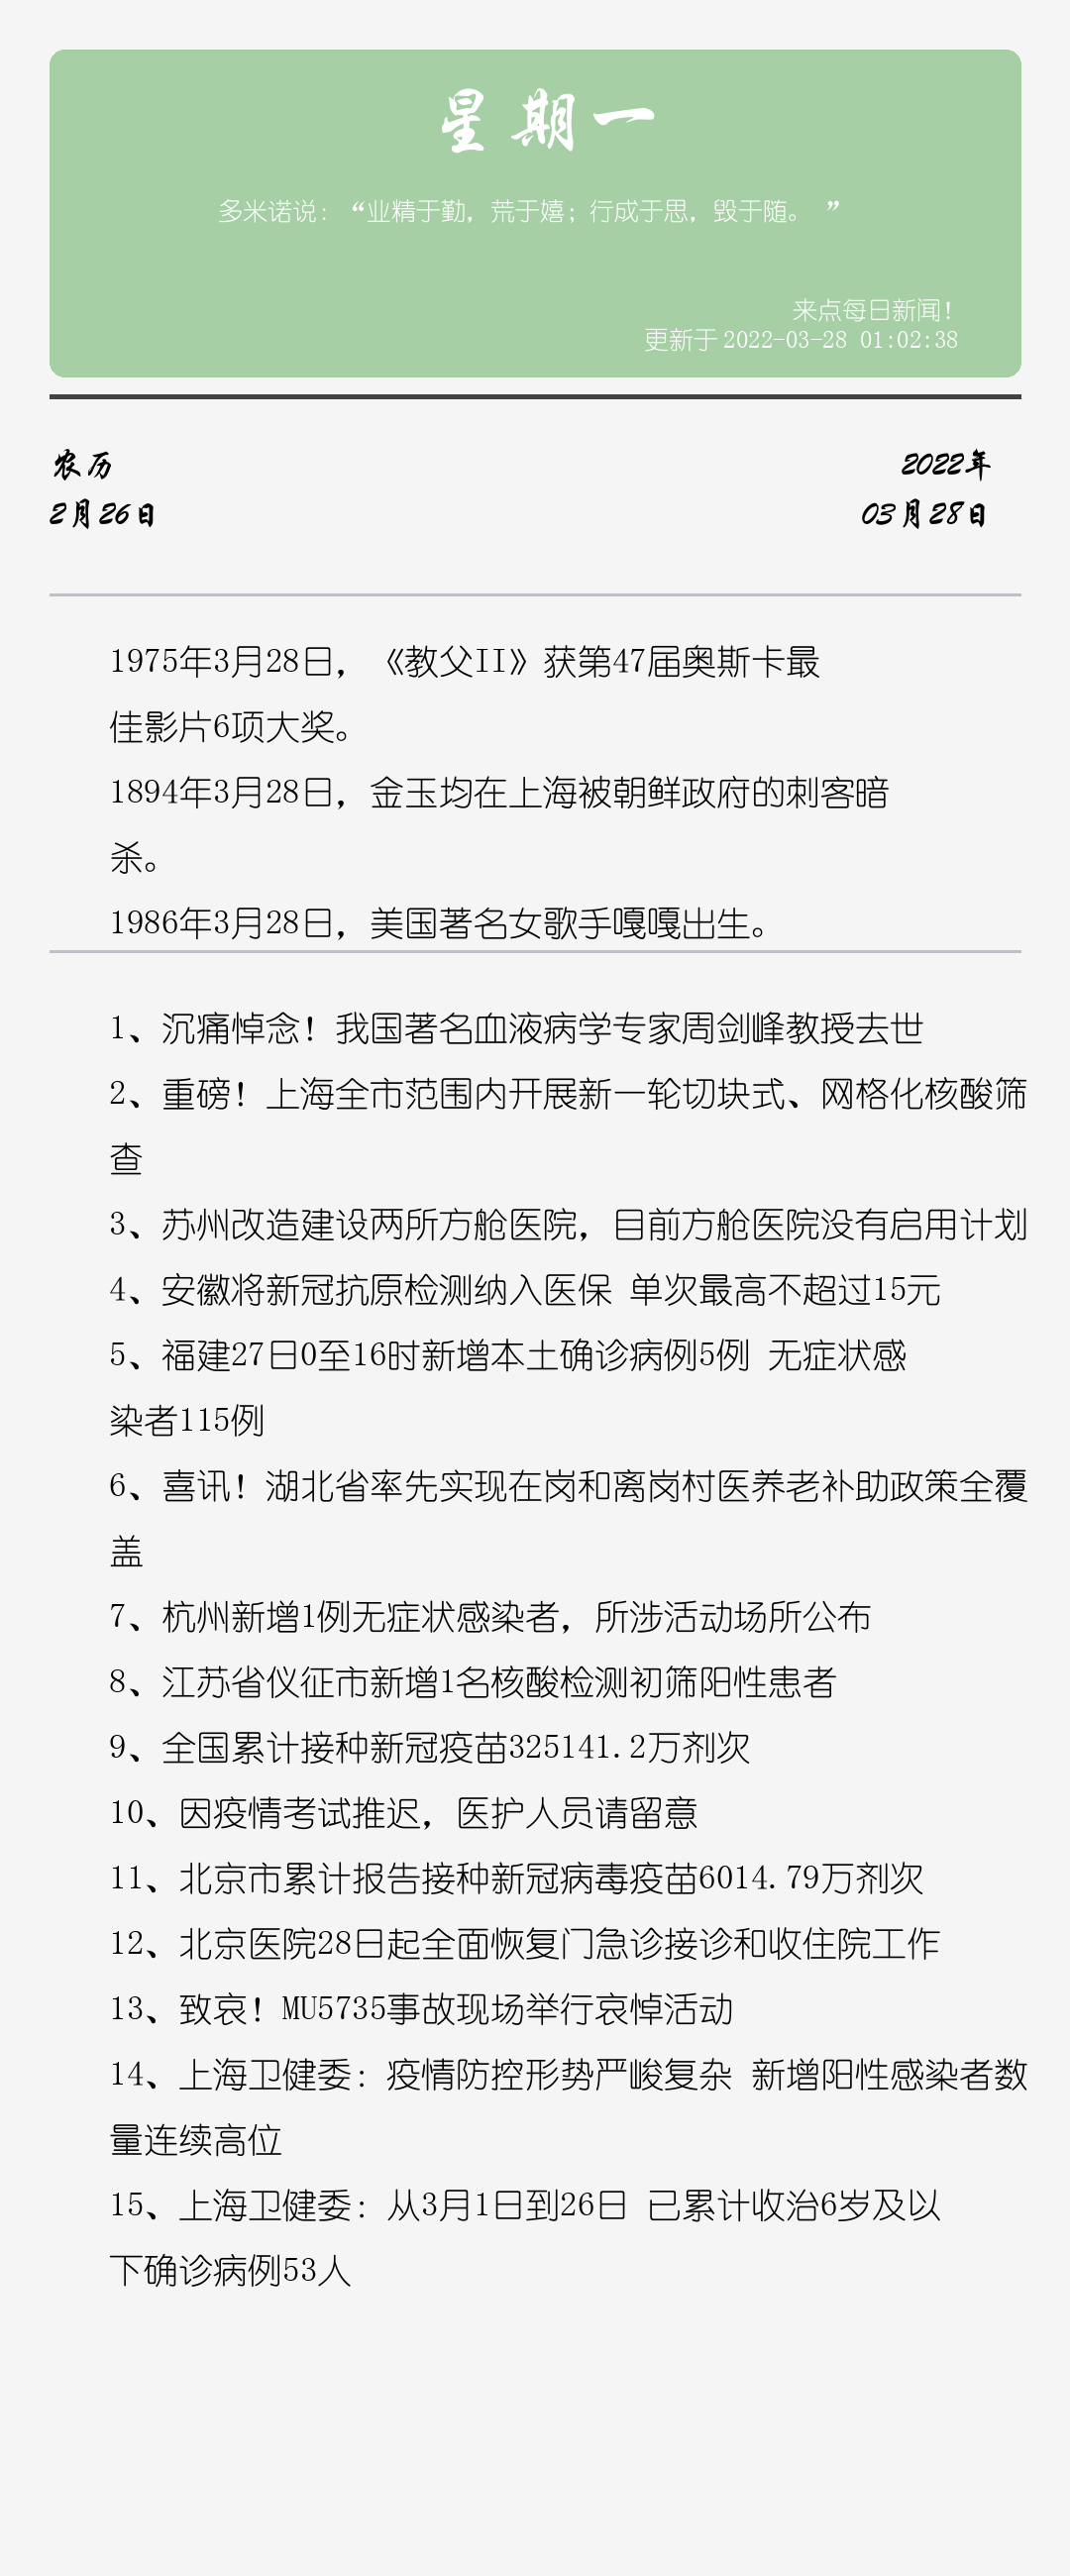 星期一
多米诺说：“业精于勤，荒于嬉；行成于思，毁于随。 ”
来点每日新闻！
更新于 2022-03-28 01:02:38
农历
2月26日
2022年
03月28日
1975年3月28日，《教父II》获第47届奥斯卡最
佳影片6项大奖。
1894年3月28日，金玉均在上海被朝鲜政府的刺客暗
杀。
1986年3月28日，美国著名女歌手嘎嘎出生。
1、沉痛悼念！我国著名血液病学专家周剑峰教授去世
2、重磅！上海全市范围内开展新一轮切块式、网格化核酸筛
查
3、苏州改造建设两所方舱医院，目前方舱医院没有启用计划
4、安徽将新冠抗原检测纳入医保 单次最高不超过15元
5、福建27日0至16时新增本土确诊病例5例 无症状感
染者115例
6、喜讯！湖北省率先实现在岗和离岗村医养老补助政策全覆
盖
7、杭州新增1例无症状感染者，所涉活动场所公布
8、江苏省仪征市新增1名核酸检测初筛阳性患者
9、全国累计接种新冠疫苗325141.2万剂次
10、因疫情考试推迟，医护人员请留意
11、北京市累计报告接种新冠病毒疫苗6014.79万剂次
12、北京医院28日起全面恢复门急诊接诊和收住院工作
13、致哀！MU5735事故现场举行哀悼活动
14、上海卫健委：疫情防控形势严峻复杂 新增阳性感染者数
量连续高位
15、上海卫健委：从3月1日到26日 已累计收治6岁及以
下确诊病例53人